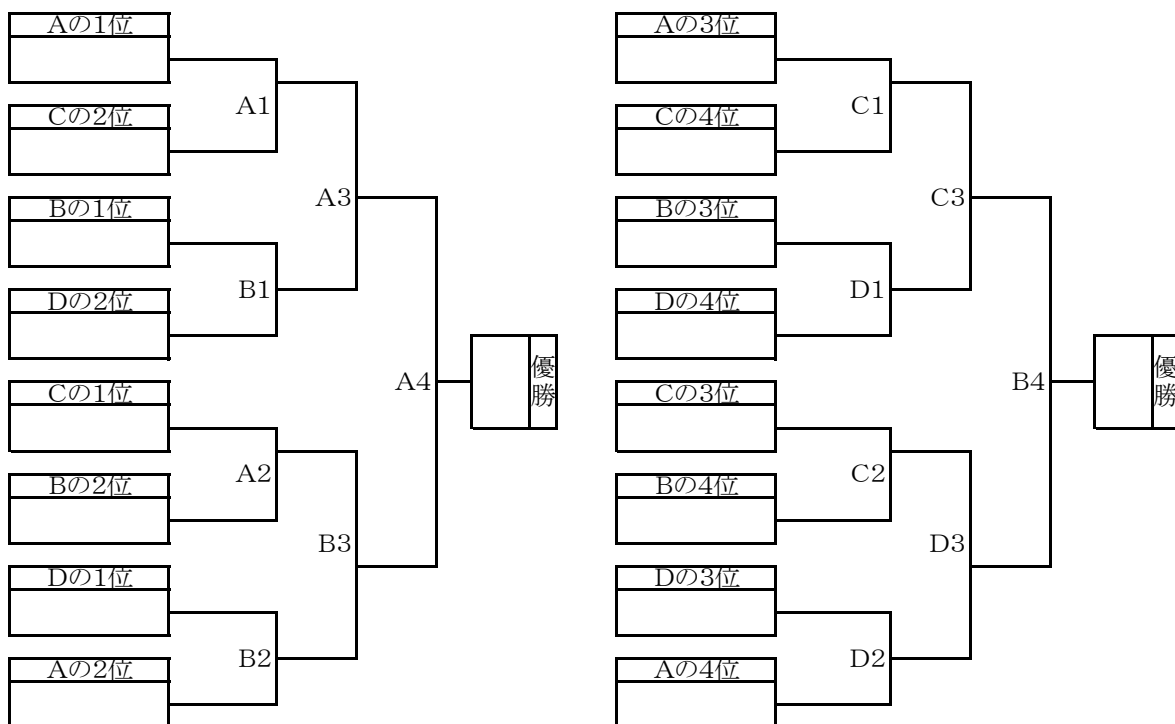 Aの1位
Cの2位
Bの1位
Dの2位
Cの1位
Bの2位
Dの1位
Aの2位
A1
B1
A2
B2
A3
B3
A4
優勝
Aの3位
Cの4位
Bの3位
Dの4位
Cの3位
Bの4位
Dの3位
Aの4位
C1
D1
C2
D2
C3
D3
B4
優勝